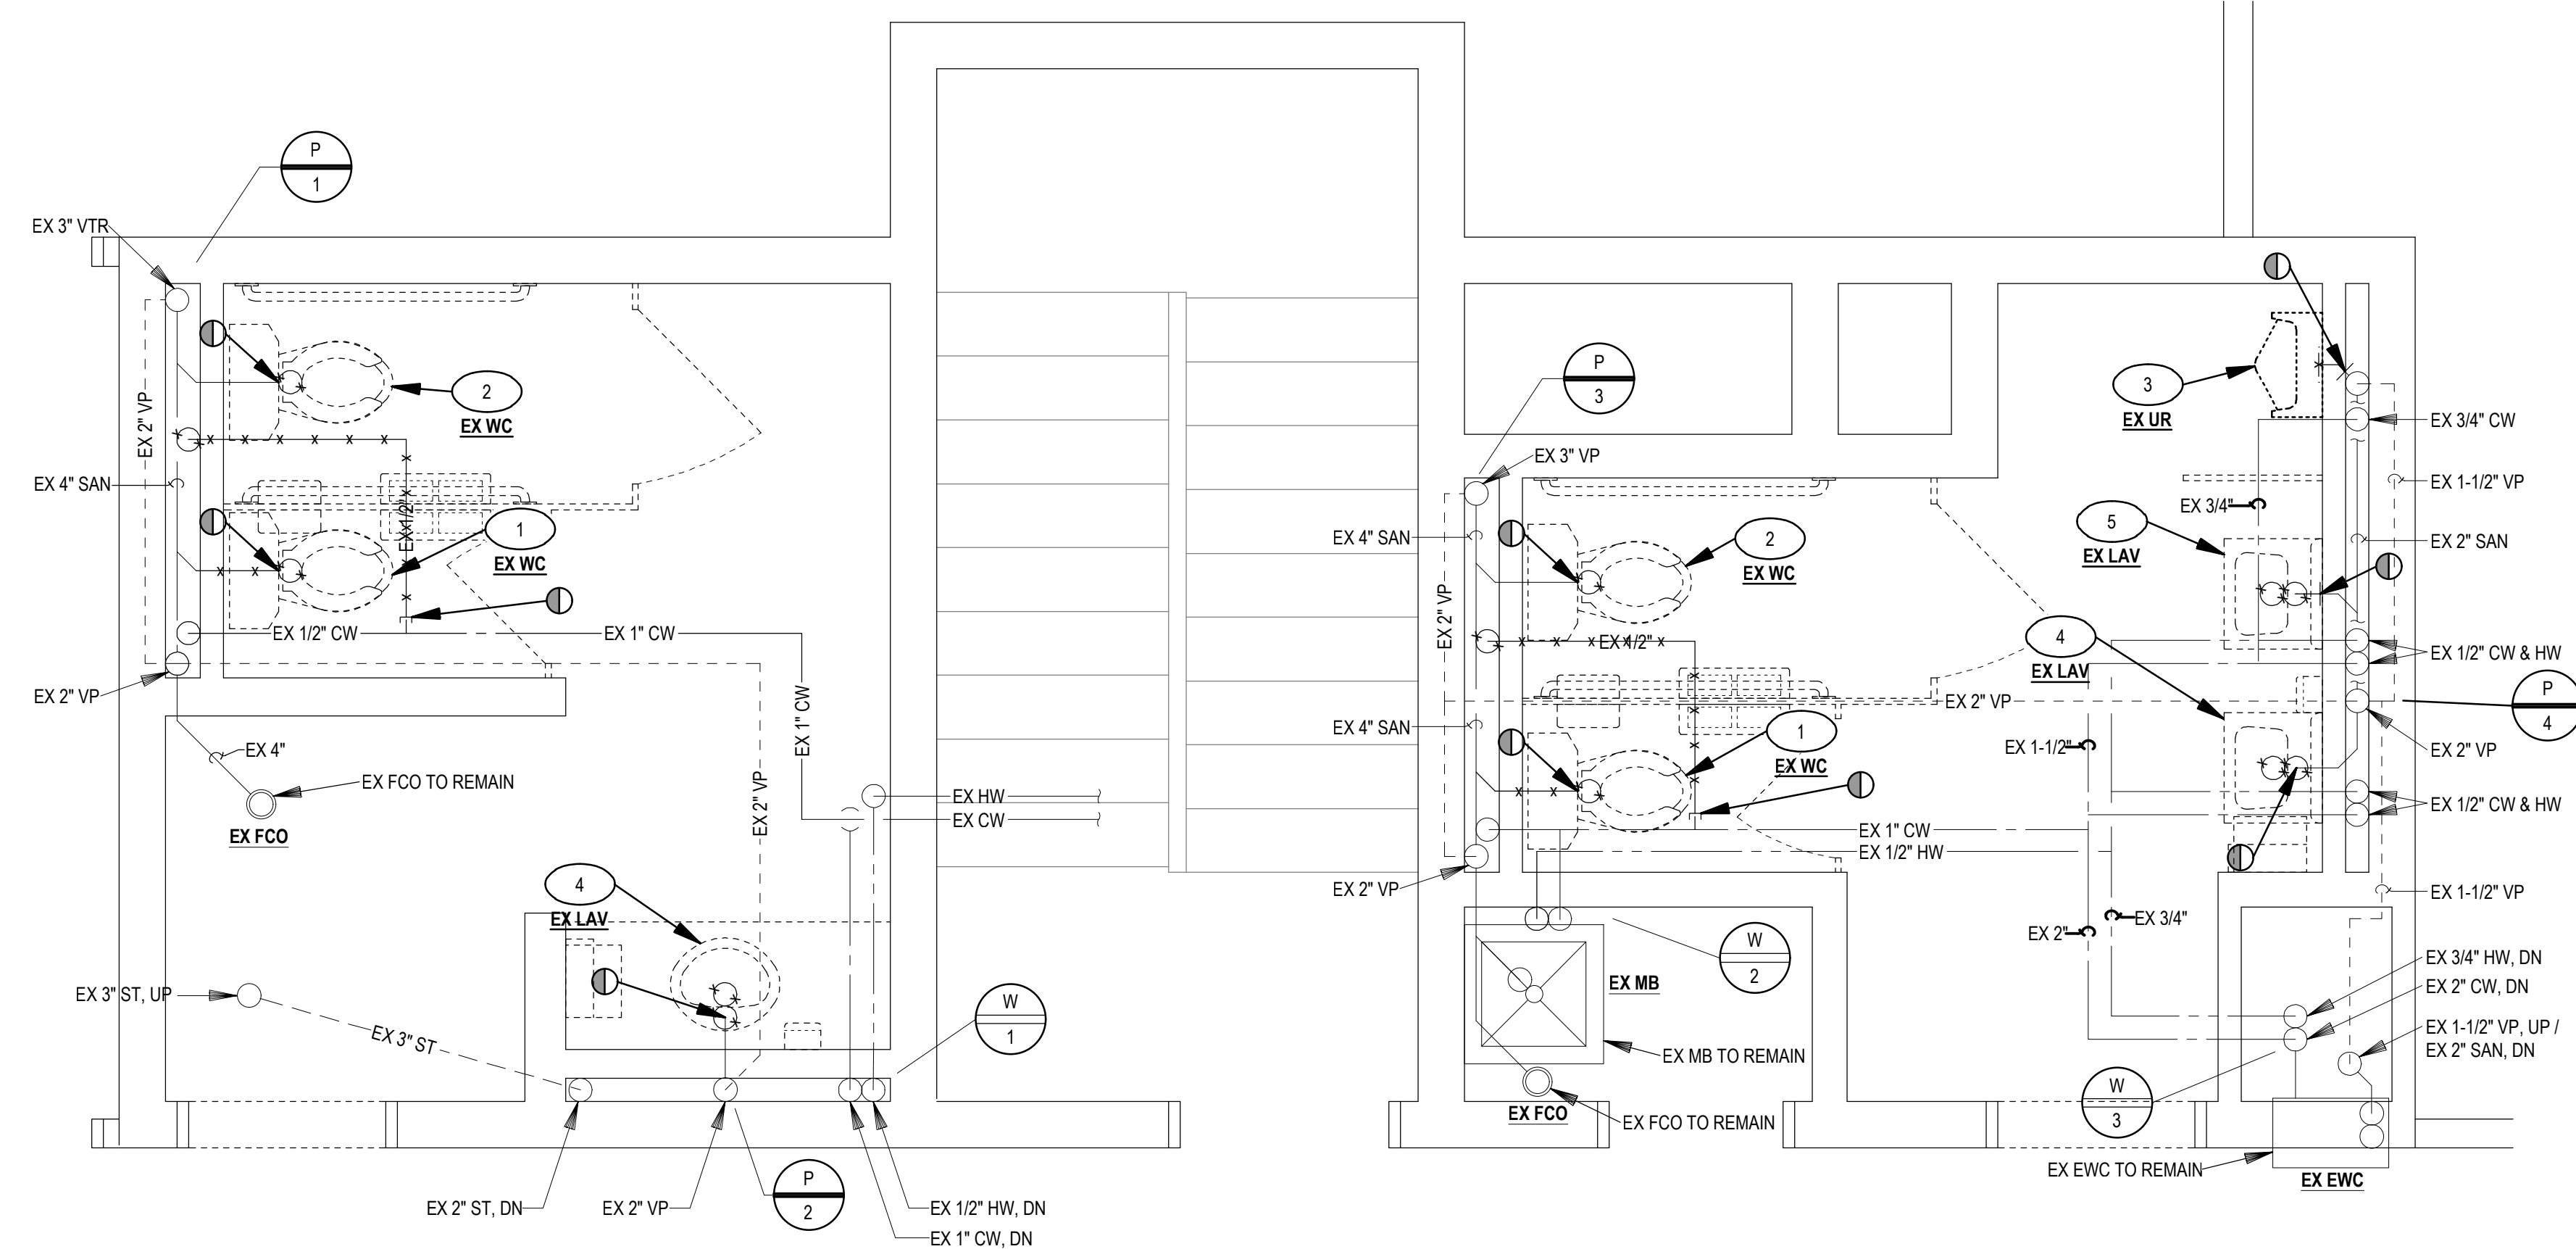 P
1
EX 3" VTR
EX 2" VP
2
EX WC
EX 4" SAN
EX 1/2"
1
EX WC
EX 1/2" CW
EX 1" CW
EX 2" VP
EX 1" CW
EX 4"
EX FCO TO REMAIN
EX FCO
EX 2" VP
EX HW
EX CW
4
EX LAV
EX 3" ST, UP
EX 3" ST
W
1
P
2
EX 2" ST, DN
EX 2" VP
EX 1/2" HW, DN
EX 1" CW, DN
P
3
EX 3" VP
EX 4" SAN
2
EX WC
EX 2" VP
EX 1/2"
EX 4" SAN
1
EX WC
EX 2" VP
EX 2" VP
EX 1" CW
EX 1/2" HW
W
2
EX MB
EX MB TO REMAIN
EX FCO
EX FCO TO REMAIN
3
EX UR
EX 3/4" CW
EX 1-1/2" VP
EX 3/4"
5
EX LAV
EX 2" SAN
4
EX LAV
EX 1/2" CW & HW
P
4
EX 1-1/2"
EX 2" VP
EX 1/2" CW & HW
EX 1-1/2" VP
EX 3/4"
EX 2"
EX 3/4" HW, DN
EX 2" CW, DN
EX 1-1/2" VP, UP /
EX 2" SAN, DN
W
3
EX EWC TO REMAIN
EX EWC